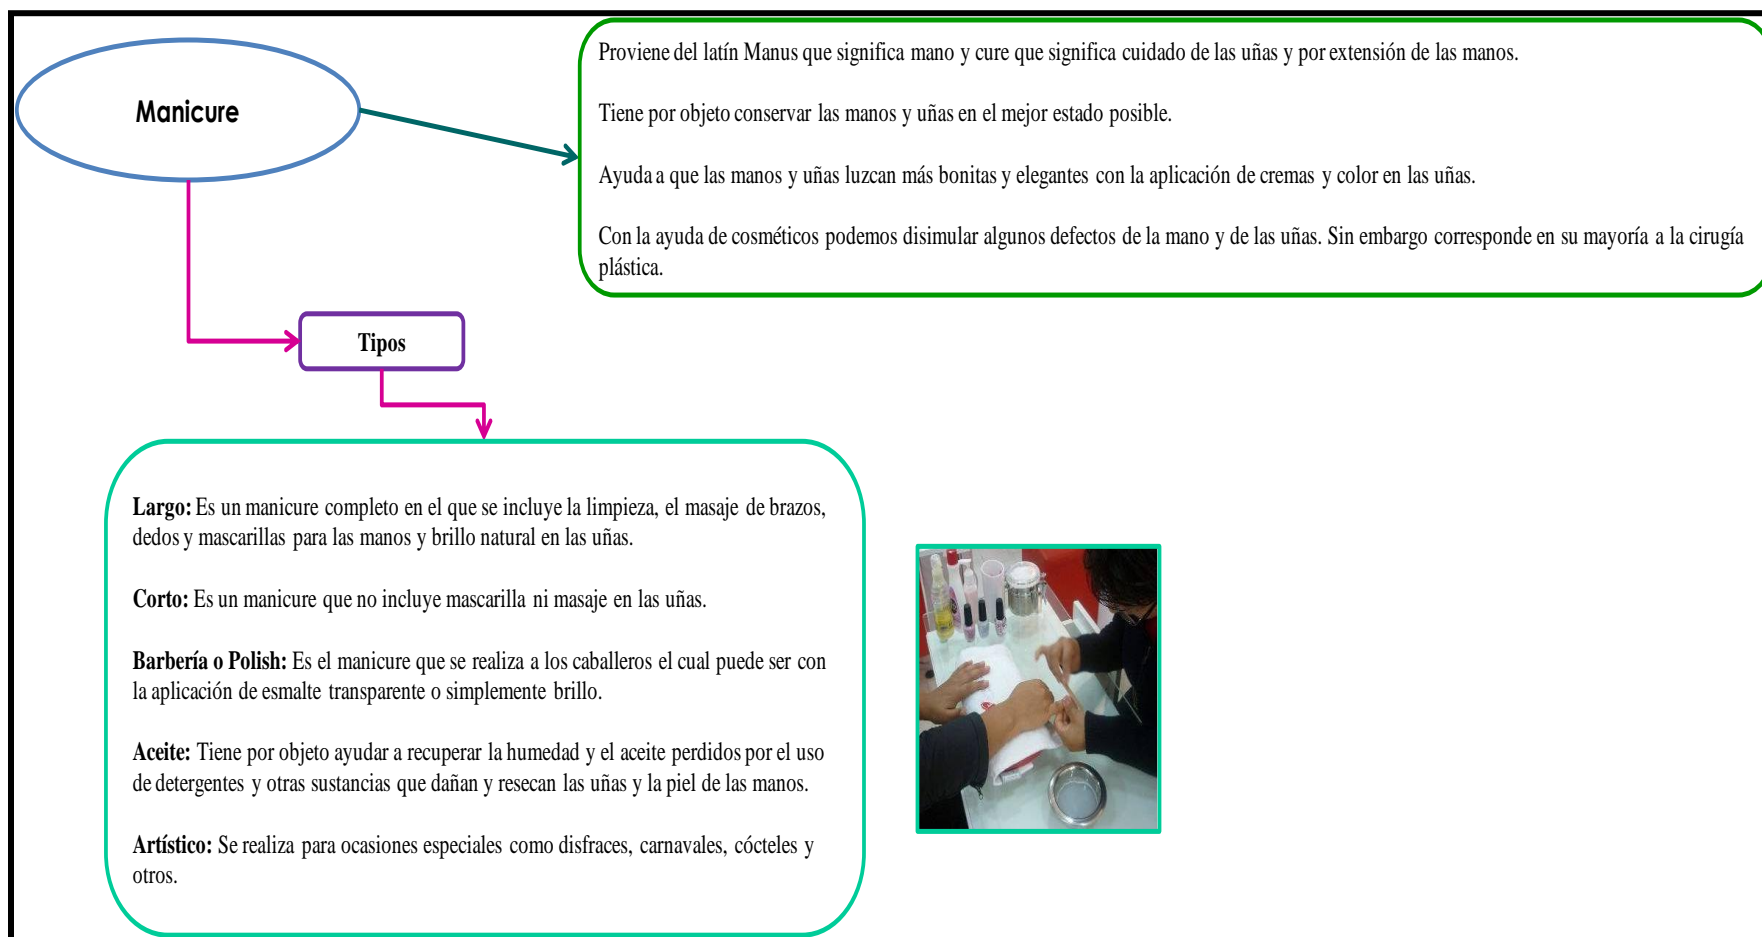 Manicure
Proviene del latín Manus que significa mano y cure que significa cuidado de las uñas y por extensión de las manos.
Tiene por objeto conservar las manos y uñas en el mejor estado posible.
Ayuda a que las manos y uñas luzcan más bonitas y elegantes con la aplicación de cremas y color en las uñas.
Con la ayuda de cosméticos podemos disimular algunos defectos de la mano y de las uñas. Sin embargo corresponde en su mayoría a la cirugía
plástica.
Tipos
Largo: Es un manicure completo en el que se incluye la limpieza, el masaje de brazos,
dedos y mascarillas para las manos y brillo natural en las uñas.
Corto: Es un manicure que no incluye mascarilla ni masaje en las uñas.
Barbería o Polish: Es el manicure que se realiza a los caballeros el cual puede ser con
la aplicación de esmalte transparente o simplemente brillo.
Aceite: Tiene por objeto ayudar a recuperar la humedad y el aceite perdidos por el uso
de detergentes y otras sustancias que dañan y resecan las uñas y la piel de las manos.
Artístico: Se realiza para ocasiones especiales como disfraces, carnavales, cócteles y
otros.